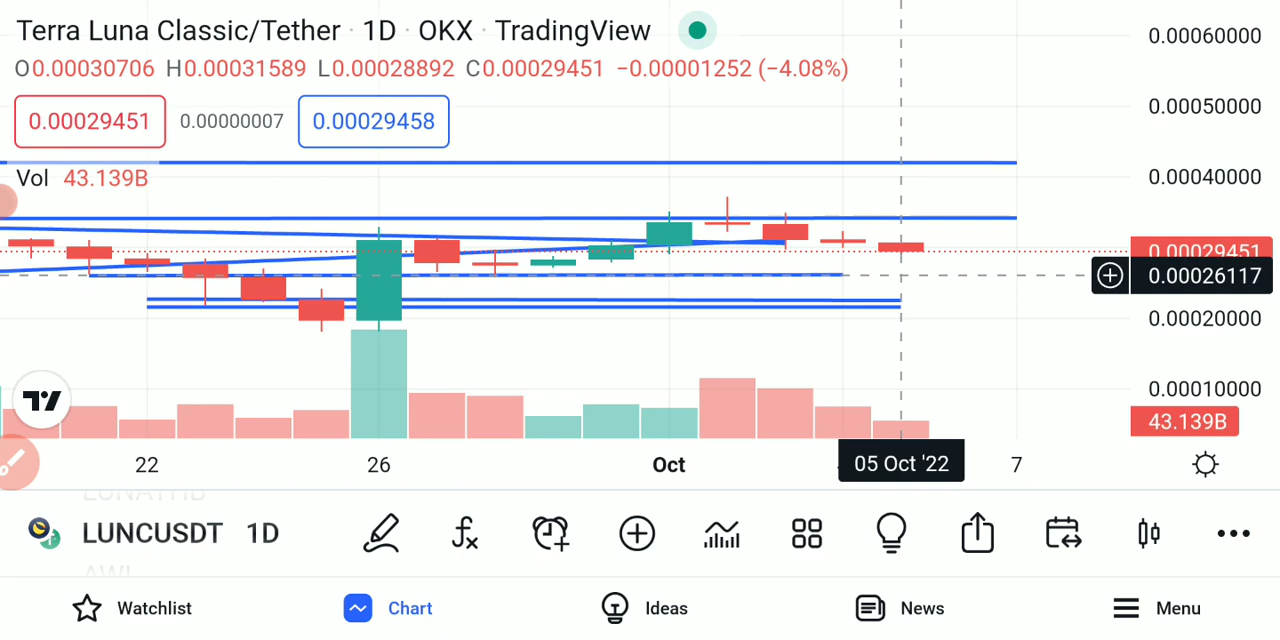 Terra Luna Classic/Tether · 1D · OKX · TradingView
O0.00030706 H0.00031589 L0.00028892 C0.00029451 −0.00001252 (−4.08%)
0.00029451 0.00000007 0.00029458
Vol 43.139B
0.00060000
0.00050000
0.00040000
0.00029451
0.00026117
0.00020000
0.00010000
43.139B
22 26 Oct 05 Oct '22 7
LUNCUSDT 1D
Watchlist Chart Ideas News Menu